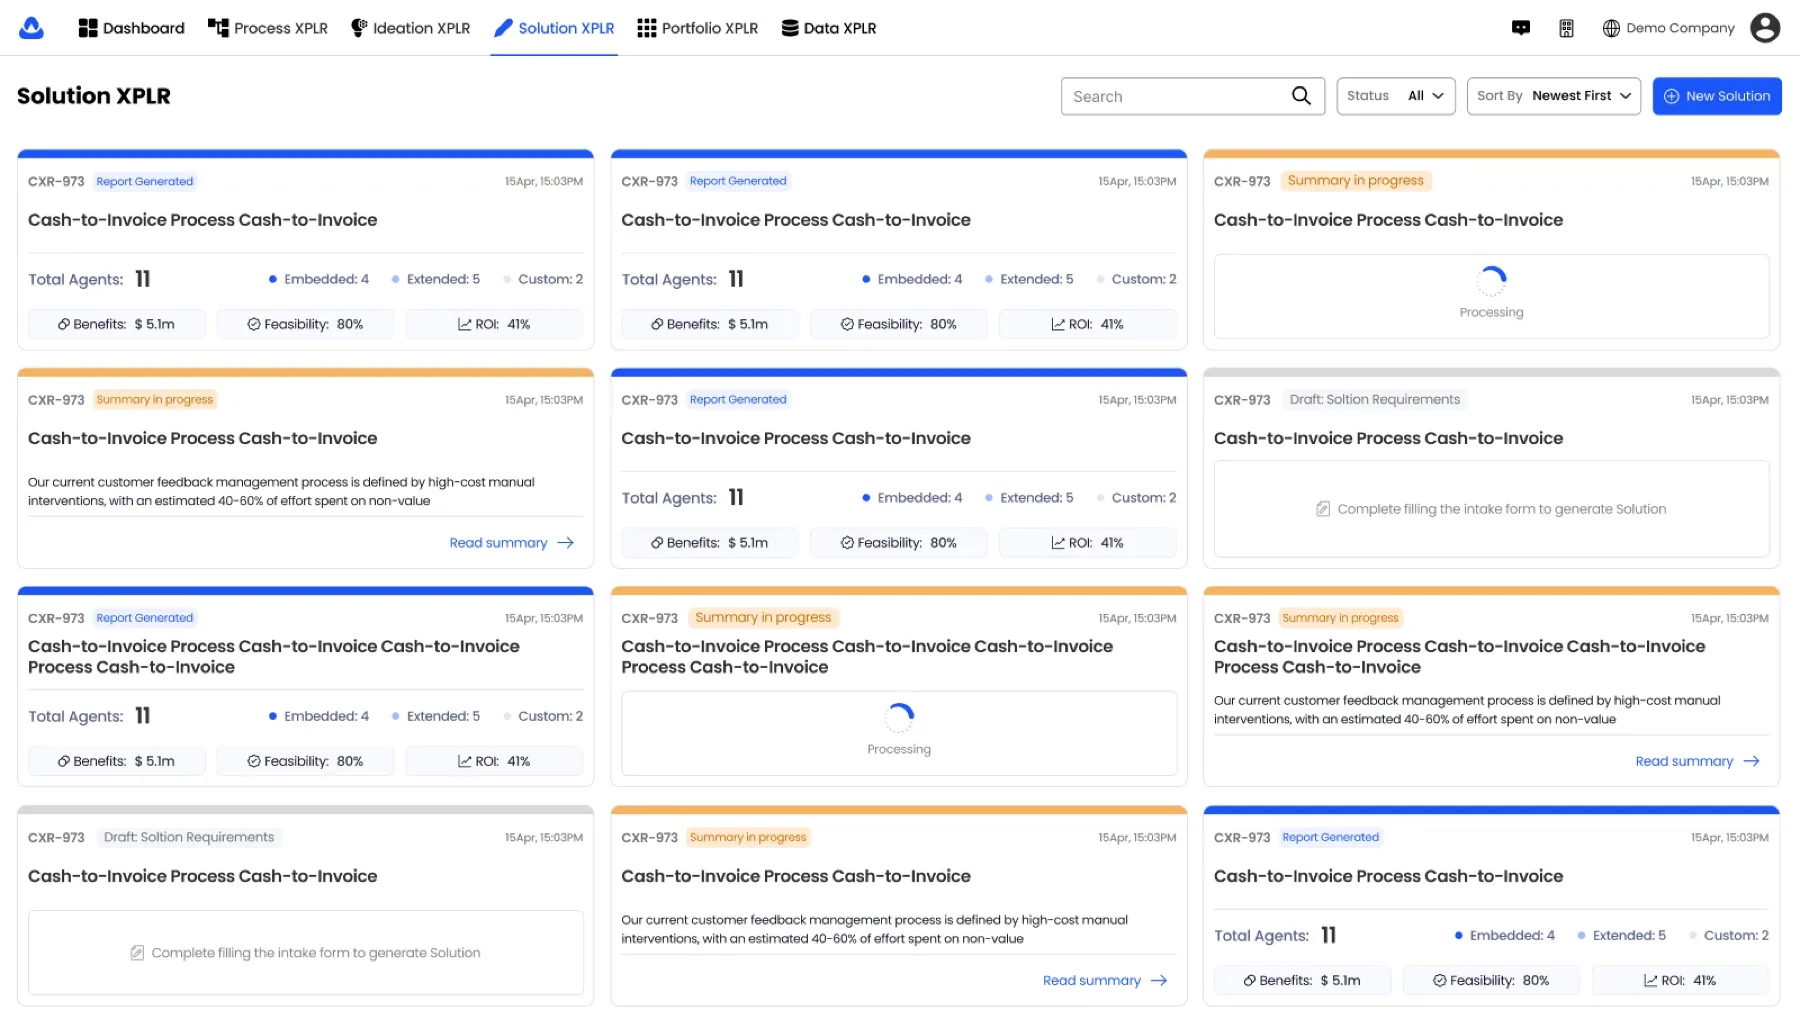 Dashboard Process XPLR Ideation XPLR Solution XPLR Portfolio XPLR Data XPLR Demo Company
Solution XPLR
Search Status All Sort By Newest First New Solution
CXR-973 Report Generated 15Apr, 15:03PM
Cash-to-Invoice Process Cash-to-Invoice
Total Agents: 11 Embedded: 4 Extended: 5 Custom: 2
Benefits: $ 5.1m Feasibility: 80% ROI: 41%
CXR-973 Report Generated 15Apr, 15:03PM
Cash-to-Invoice Process Cash-to-Invoice
Total Agents: 11 Embedded: 4 Extended: 5 Custom: 2
Benefits: $ 5.1m Feasibility: 80% ROI: 41%
CXR-973 Summary in progress 15Apr, 15:03PM
Cash-to-Invoice Process Cash-to-Invoice
Processing
CXR-973 Summary in progress 15Apr, 15:03PM
Cash-to-Invoice Process Cash-to-Invoice
Our current customer feedback management process is defined by high-cost manual
interventions, with an estimated 40-60% of effort spent on non-value
Read summary
CXR-973 Report Generated 15Apr, 15:03PM
Cash-to-Invoice Process Cash-to-Invoice
Total Agents: 11 Embedded: 4 Extended: 5 Custom: 2
Benefits: $ 5.1m Feasibility: 80% ROI: 41%
CXR-973 Draft: Soltion Requirements 15Apr, 15:03PM
Cash-to-Invoice Process Cash-to-Invoice
Complete filling the intake form to generate Solution
CXR-973 Report Generated 15Apr, 15:03PM
Cash-to-Invoice Process Cash-to-Invoice Cash-to-Invoice
Process Cash-to-Invoice
Total Agents: 11 Embedded: 4 Extended: 5 Custom: 2
Benefits: $ 5.1m Feasibility: 80% ROI: 41%
CXR-973 Summary in progress 15Apr, 15:03PM
Cash-to-Invoice Process Cash-to-Invoice Cash-to-Invoice
Process Cash-to-Invoice
Processing
CXR-973 Summary in progress 15Apr, 15:03PM
Cash-to-Invoice Process Cash-to-Invoice Cash-to-Invoice
Process Cash-to-Invoice
Our current customer feedback management process is defined by high-cost manual
interventions, with an estimated 40-60% of effort spent on non-value
Read summary
CXR-973 Draft: Soltion Requirements 15Apr, 15:03PM
Cash-to-Invoice Process Cash-to-Invoice
Complete filling the intake form to generate Solution
CXR-973 Summary in progress 15Apr, 15:03PM
Cash-to-Invoice Process Cash-to-Invoice
Our current customer feedback management process is defined by high-cost manual
interventions, with an estimated 40-60% of effort spent on non-value
Read summary
CXR-973 Report Generated 15Apr, 15:03PM
Cash-to-Invoice Process Cash-to-Invoice
Total Agents: 11 Embedded: 4 Extended: 5 Custom: 2
Benefits: $ 5.1m Feasibility: 80% ROI: 41%